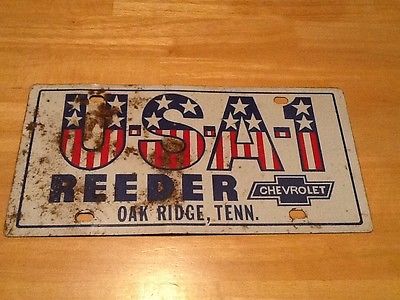 U·S·A·1
REEDER CHEVROLET
OAK RIDGE, TENN.